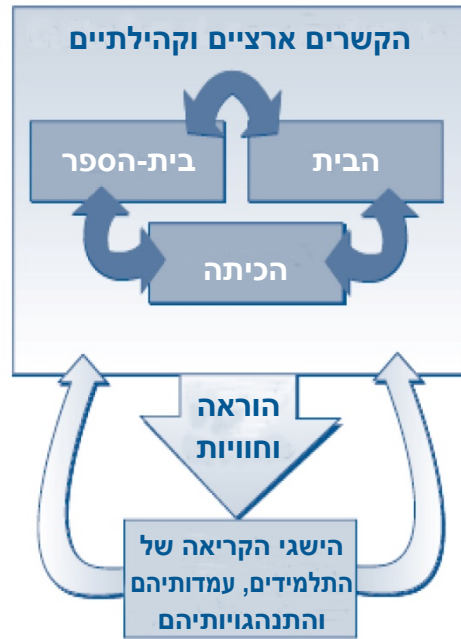 הקשרים ארציים וקהילתיים
הבית
בית-הספר
הכיתה
הוראה
וחוויות
הישגי הקריאה של
התלמידים, עמדותיהם
והתנהגויותיהם